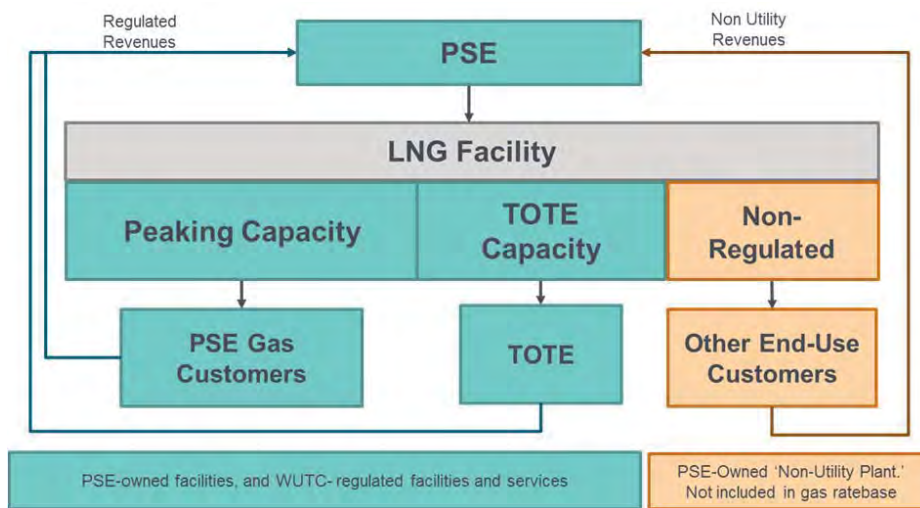 Regulated
Revenues
PSE
Non Utility
Revenues
LNG Facility
Peaking Capacity
TOTE
Capacity
Non-
Regulated
PSE Gas
Customers
TOTE
Other End-Use
Customers
PSE-owned facilities, and WUTC- regulated facilities and services
PSE-Owned ‘Non-Utility Plant.’
Not included in gas ratebase